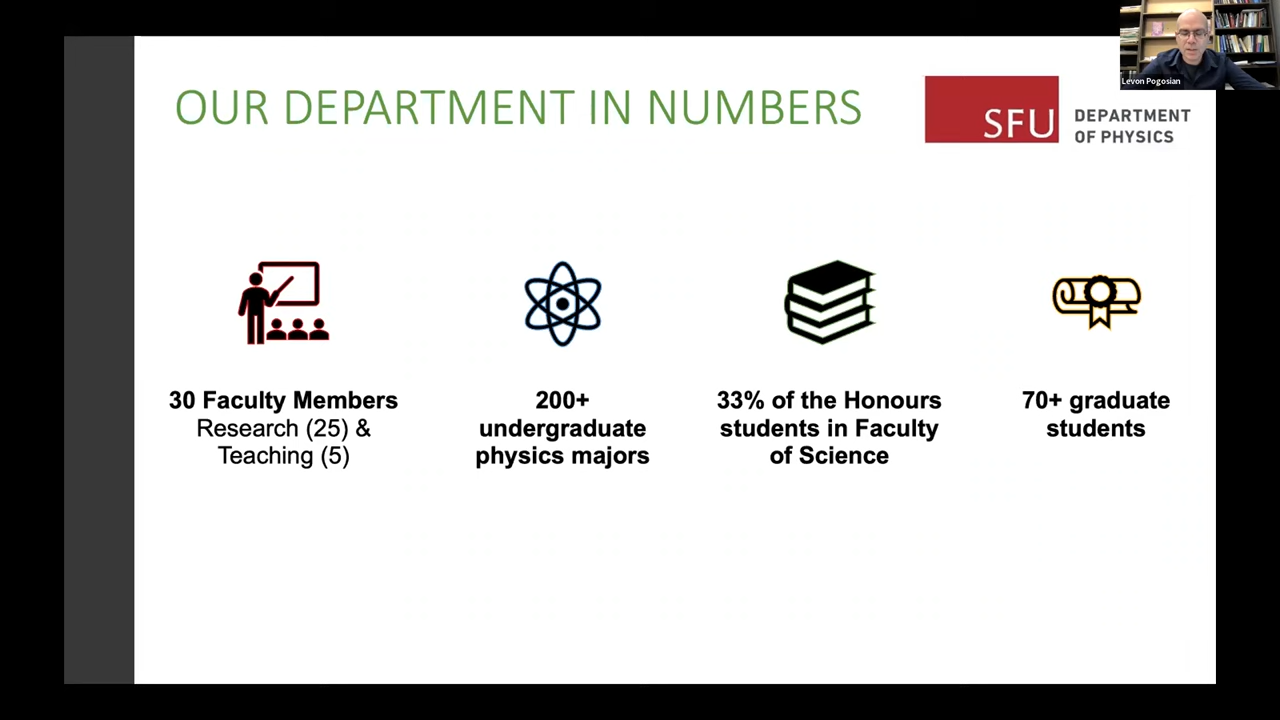 Levon Pogosian
OUR DEPARTMENT IN NUMBERS
SFU
DEPARTMENT
OF PHYSICS
30 Faculty Members
Research (25) &
Teaching (5)
200+
undergraduate
physics majors
33% of the Honours
students in Faculty
of Science
70+ graduate
students